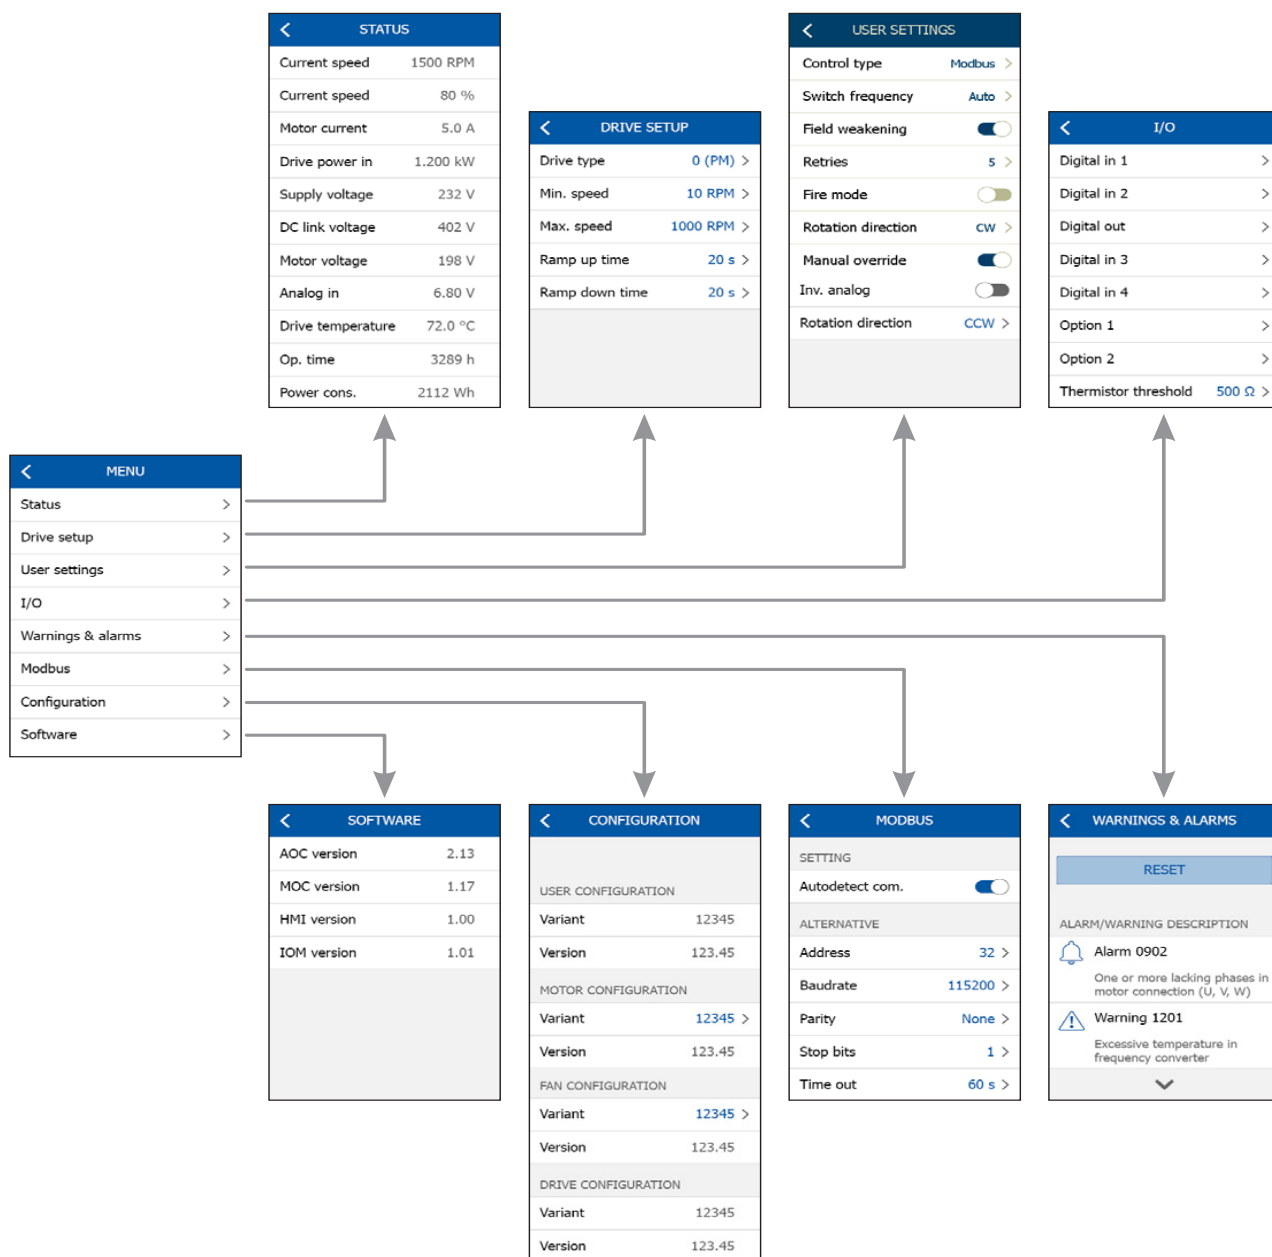 STATUS
Current speed 1500 RPM
Current speed 80 %
Motor current 5.0 A
Drive power in 1.200 kW
Supply voltage 232 V
DC link voltage 402 V
Motor voltage 198 V
Analog in 6.80 V
Drive temperature 72.0 °C
Op. time 3289 h
Power cons. 2112 Wh
DRIVE SETUP
Drive type 0 (PM)
Min. speed 10 RPM
Max. speed 1000 RPM
Ramp up time 20 s
Ramp down time 20 s
USER SETTINGS
Control type Modbus
Switch frequency Auto
Field weakening
Retries 5
Fire mode
Rotation direction CW
Manual override
Inv. analog
Rotation direction CCW
I/O
Digital in 1
Digital in 2
Digital out
Digital in 3
Digital in 4
Option 1
Option 2
Thermistor threshold 500 Ω
MENU
Status
Drive setup
User settings
I/O
Warnings & alarms
Modbus
Configuration
Software
SOFTWARE
AOC version 2.13
MOC version 1.17
HMI version 1.00
IOM version 1.01
CONFIGURATION
USER CONFIGURATION
Variant 12345
Version 123.45
MOTOR CONFIGURATION
Variant 12345
Version 123.45
FAN CONFIGURATION
Variant 12345
Version 123.45
DRIVE CONFIGURATION
Variant 12345
Version 123.45
MODBUS
SETTING
Autodetect com.
ALTERNATIVE
Address 32
Baudrate 115200
Parity None
Stop bits 1
Time out 60 s
WARNINGS & ALARMS
RESET
ALARM/WARNING DESCRIPTION
Alarm 0902
One or more lacking phases in
motor connection (U, V, W)
Warning 1201
Excessive temperature in
frequency converter